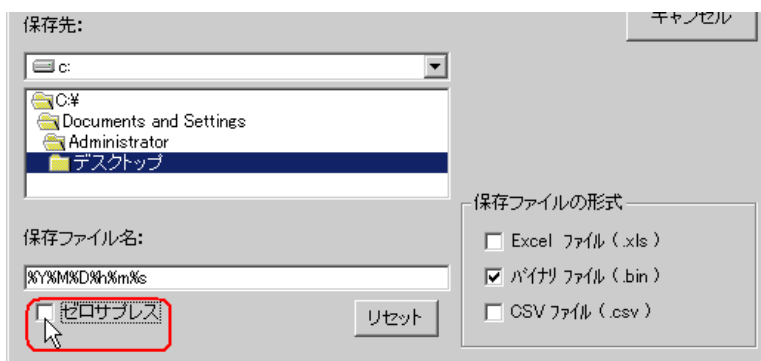 キャンセル
保存先:
c:
C:¥
Documents and Settings
Administrator
デスクトップ
保存ファイルの形式
保存ファイル名:
Excel ファイル ( .xls )
%Y%M%D%h%m%s
バイナリ ファイル ( .bin )
ゼロサプレス
リセット
CSV ファイル ( .csv )